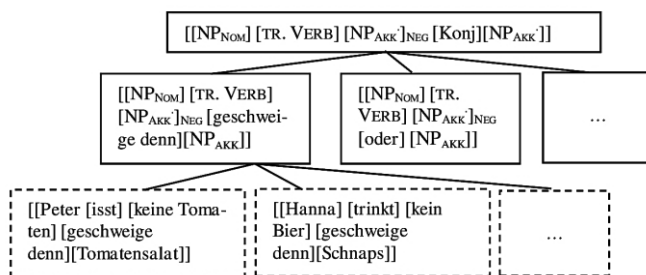 [[NPNOM] [TR. VERB] [NPAKK·]NEG [Konj][NPAKK·]]
[[NPNOM] [TR. VERB]
[NPAKK·]NEG [geschwei-
ge denn][NPAKK]]
[[NPNOM] [TR.
VERB] [NPAKK·]NEG
[oder] [NPAKK]]
...
[[Peter [isst] [keine Toma-
ten] [geschweige
denn][Tomatensalat]]
[[Hanna] [trinkt] [kein
Bier] [geschweige
denn][Schnaps]]
...